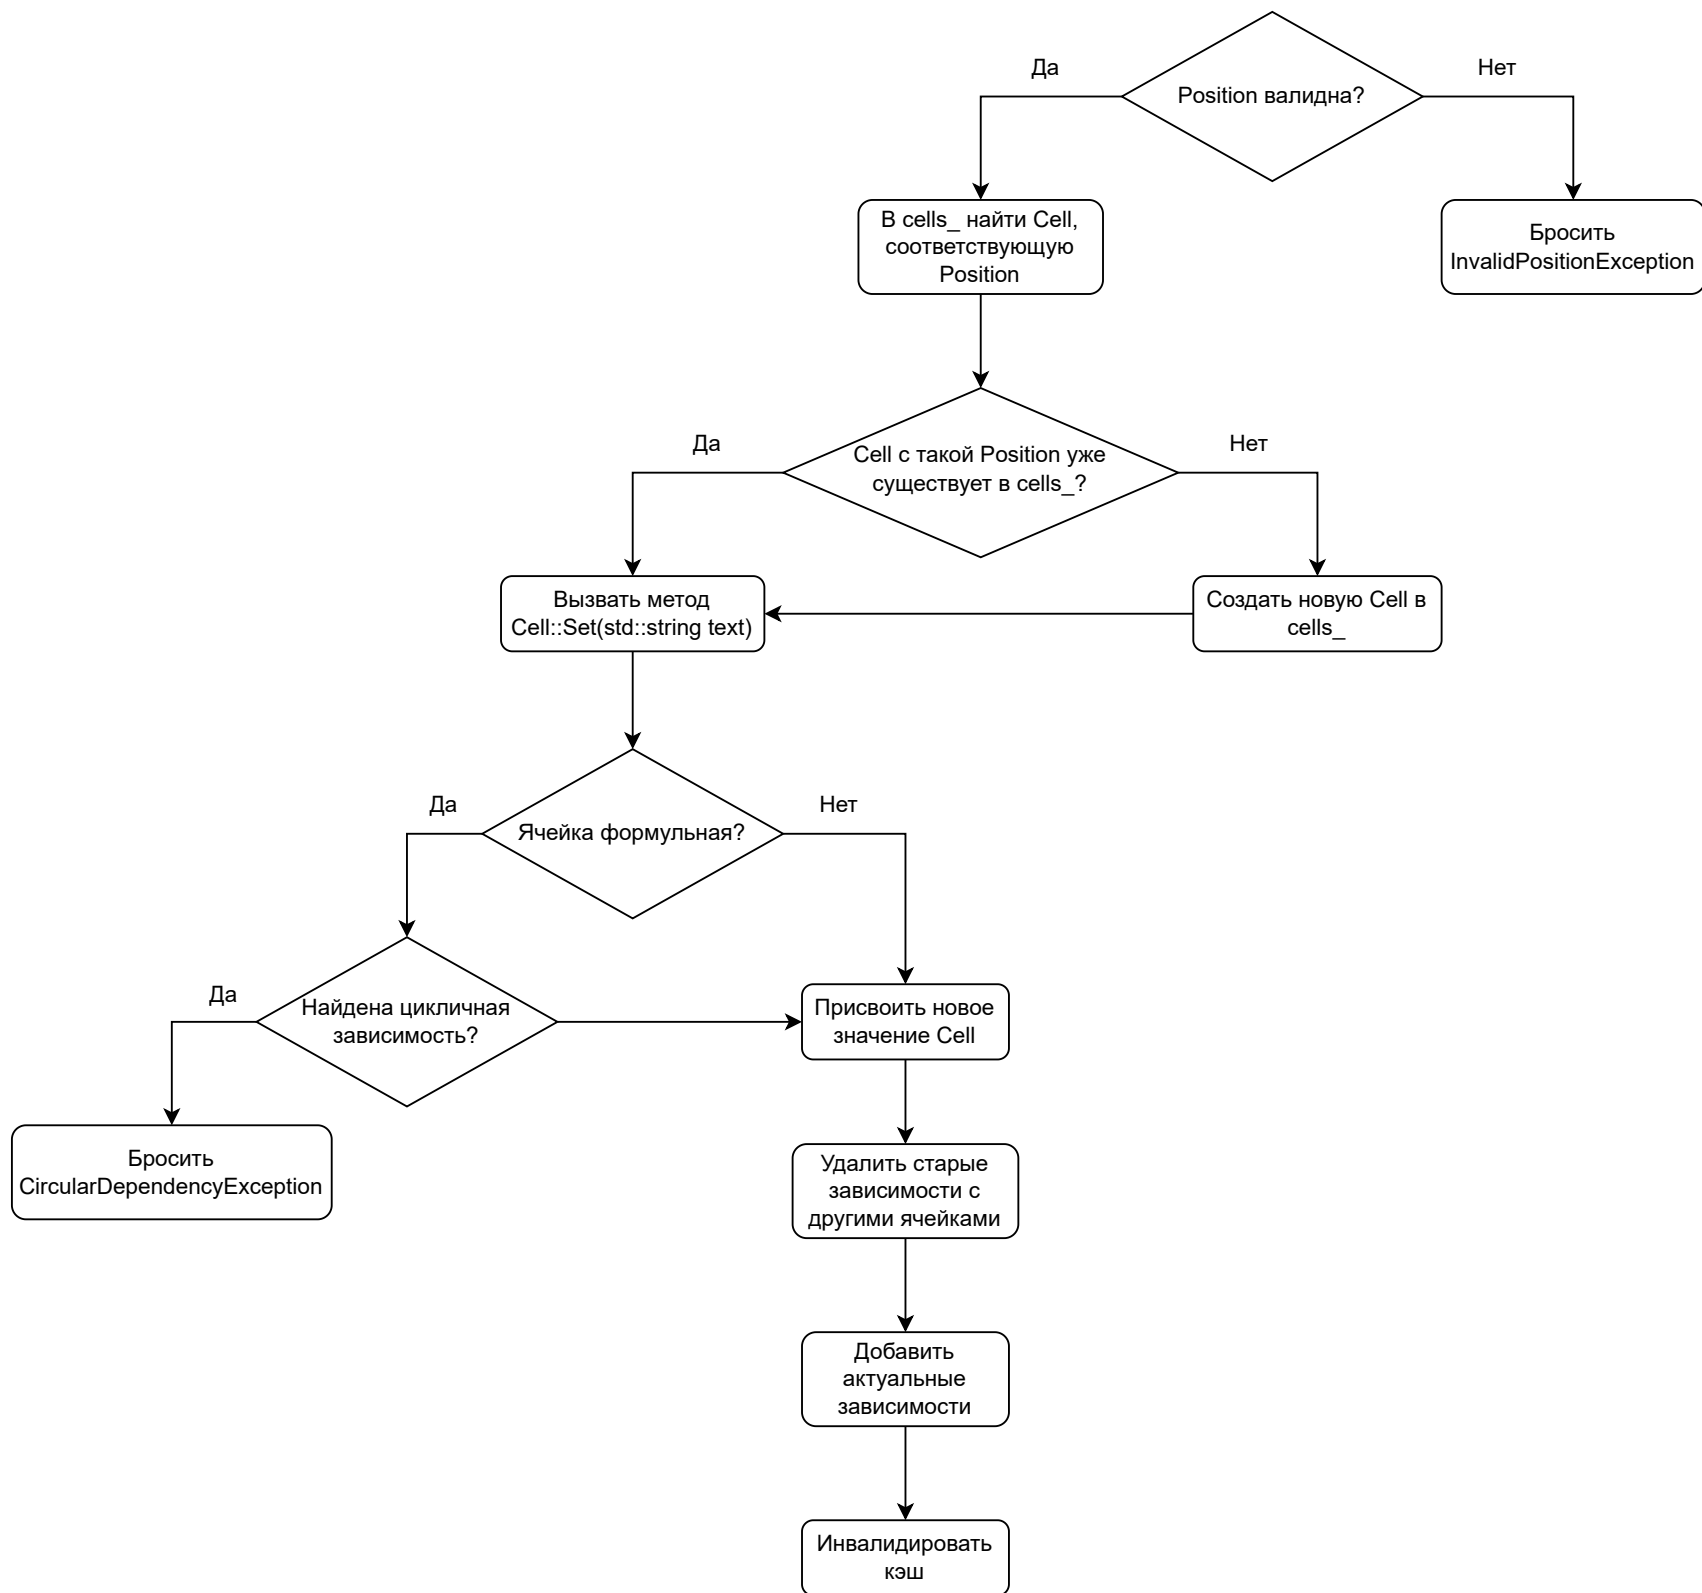 Да
Position валидна?
Нет
В cells_ найти Cell,
соответствующую
Position
Бросить
InvalidPositionException
Да
Cell с такой Position уже
существует в cells_?
Нет
Вызвать метод
Cell::Set(std::string text)
Создать новую Cell в
cells_
Да
Ячейка формульная?
Нет
Да
Найдена цикличная
зависимость?
Присвоить новое
значение Cell
Бросить
CircularDependencyException
Удалить старые
зависимости с
другими ячейками
Добавить
актуальные
зависимости
Инвалидировать
кэш